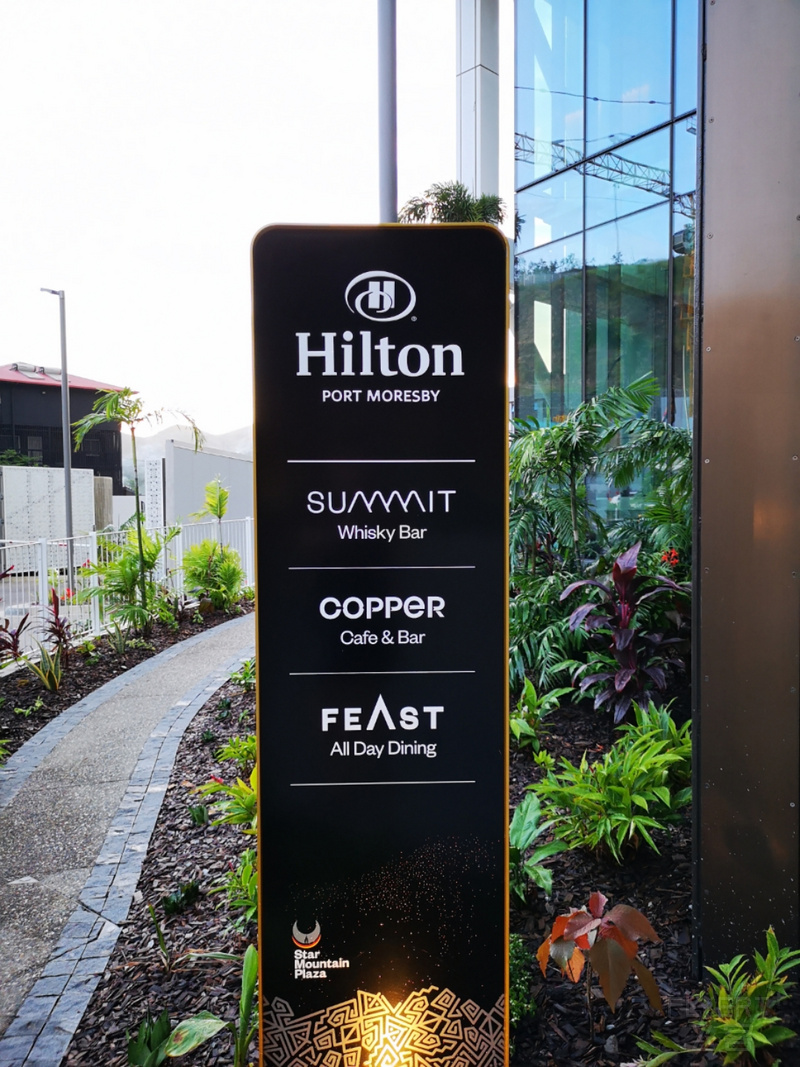 Hilton
PORT MORESBY
SUMMIT
Whisky Bar
COPPER
Cafe & Bar
FEAST
All Day Dining
Star
Mountain
Plaza